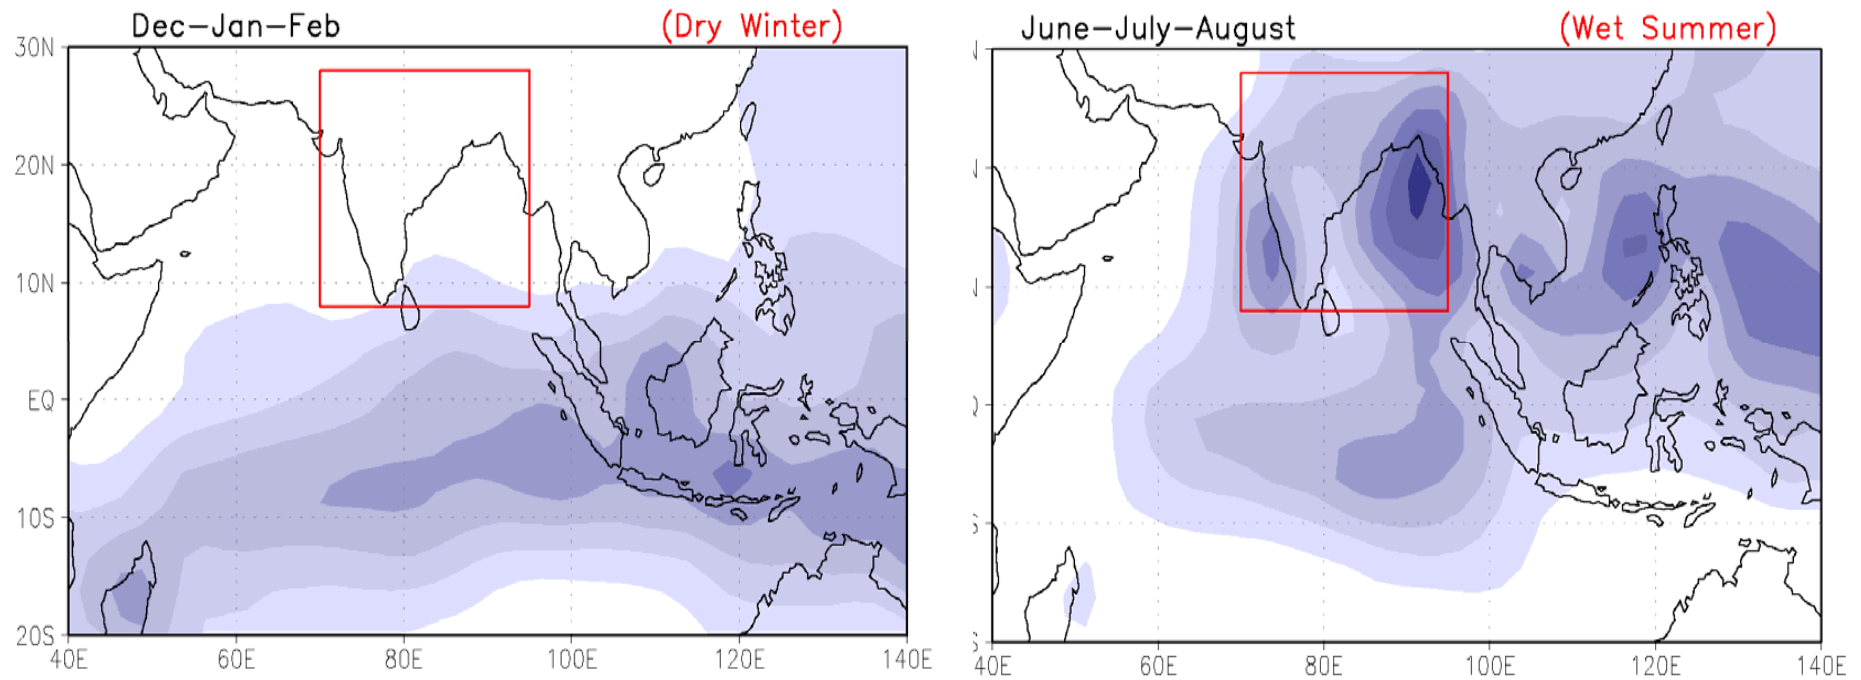 Dec-Jan-Feb (Dry Winter)
30N
20N
10N
EQ
10S
20S
40E 60E 80E 100E 120E 140E
June-July-August (Wet Summer)
N
N
N
Q
S
S
40E 60E 80E 100E 120E 140E